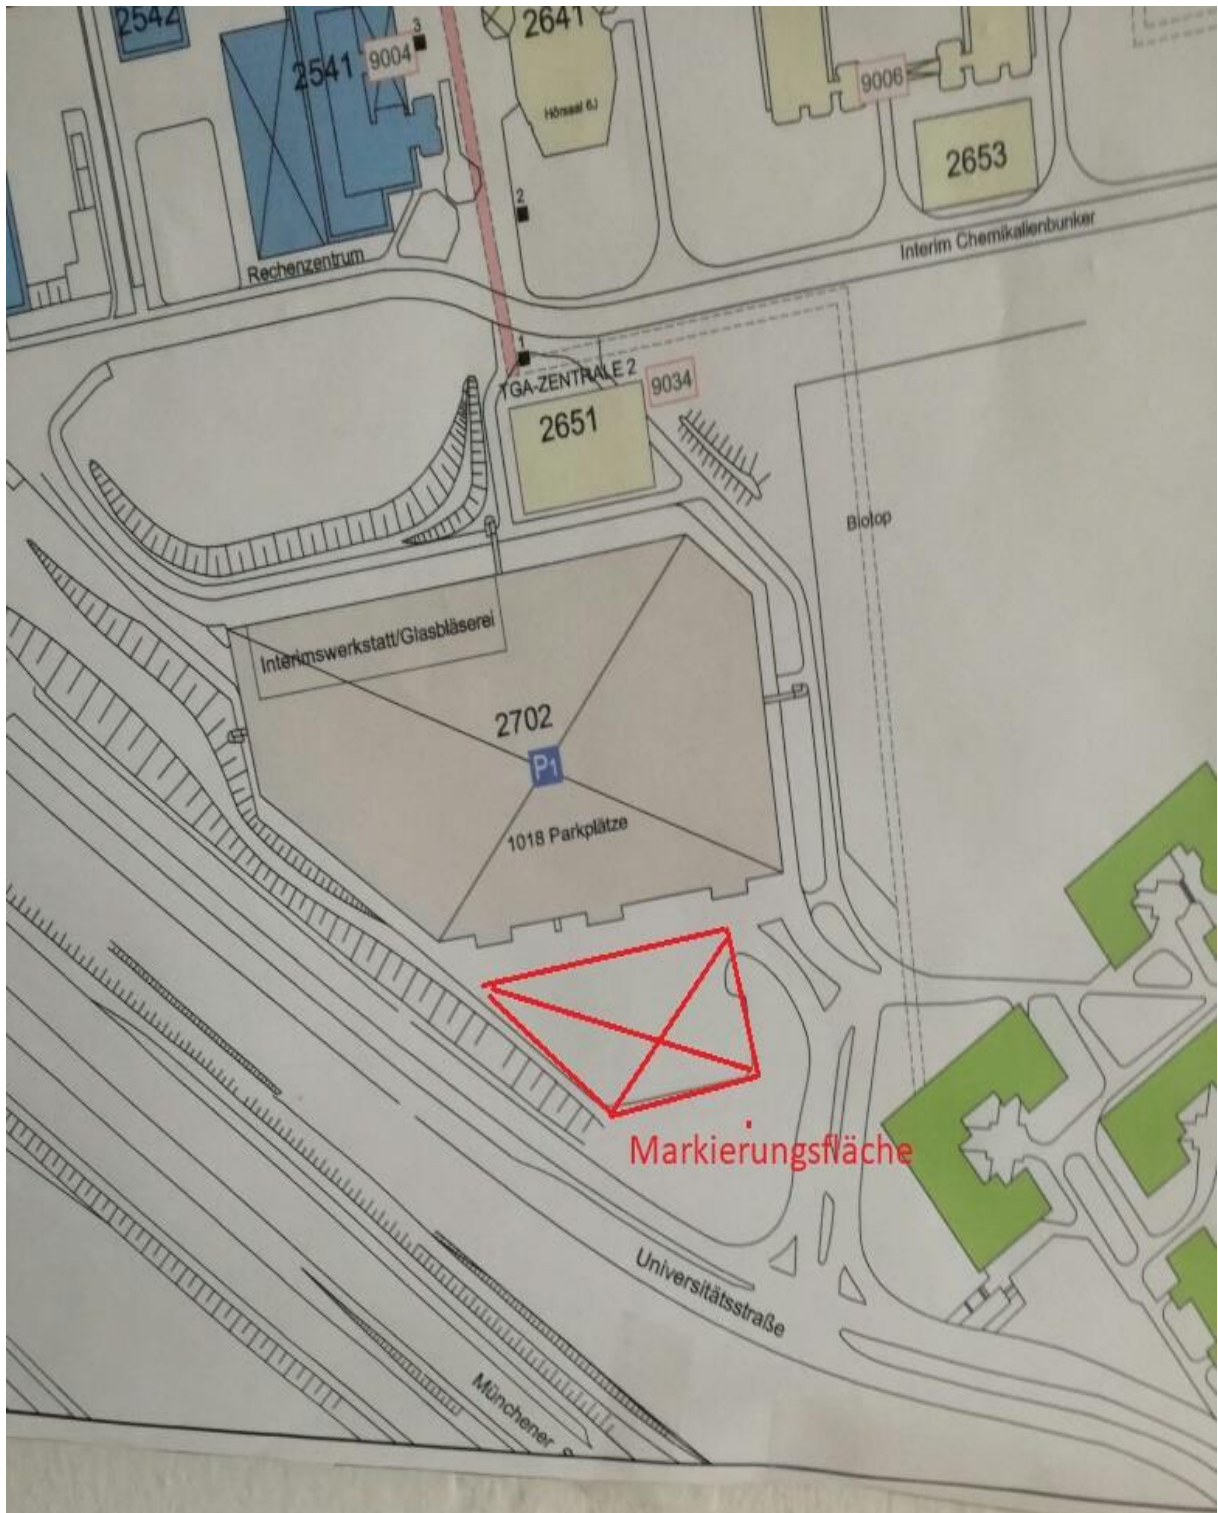 2542
2541
9004
3
2641
Hörsaal 6J
9006
2653
2
Rechenzentrum
Interim Chemikalienbunker
1
TGA-ZENTRALE 2
9034
2651
Biotop
Interimswerkstatt/Glasbläserei
2702
P1
1018 Parkplätze
Markierungsfläche
Universitätsstraße
Münchener